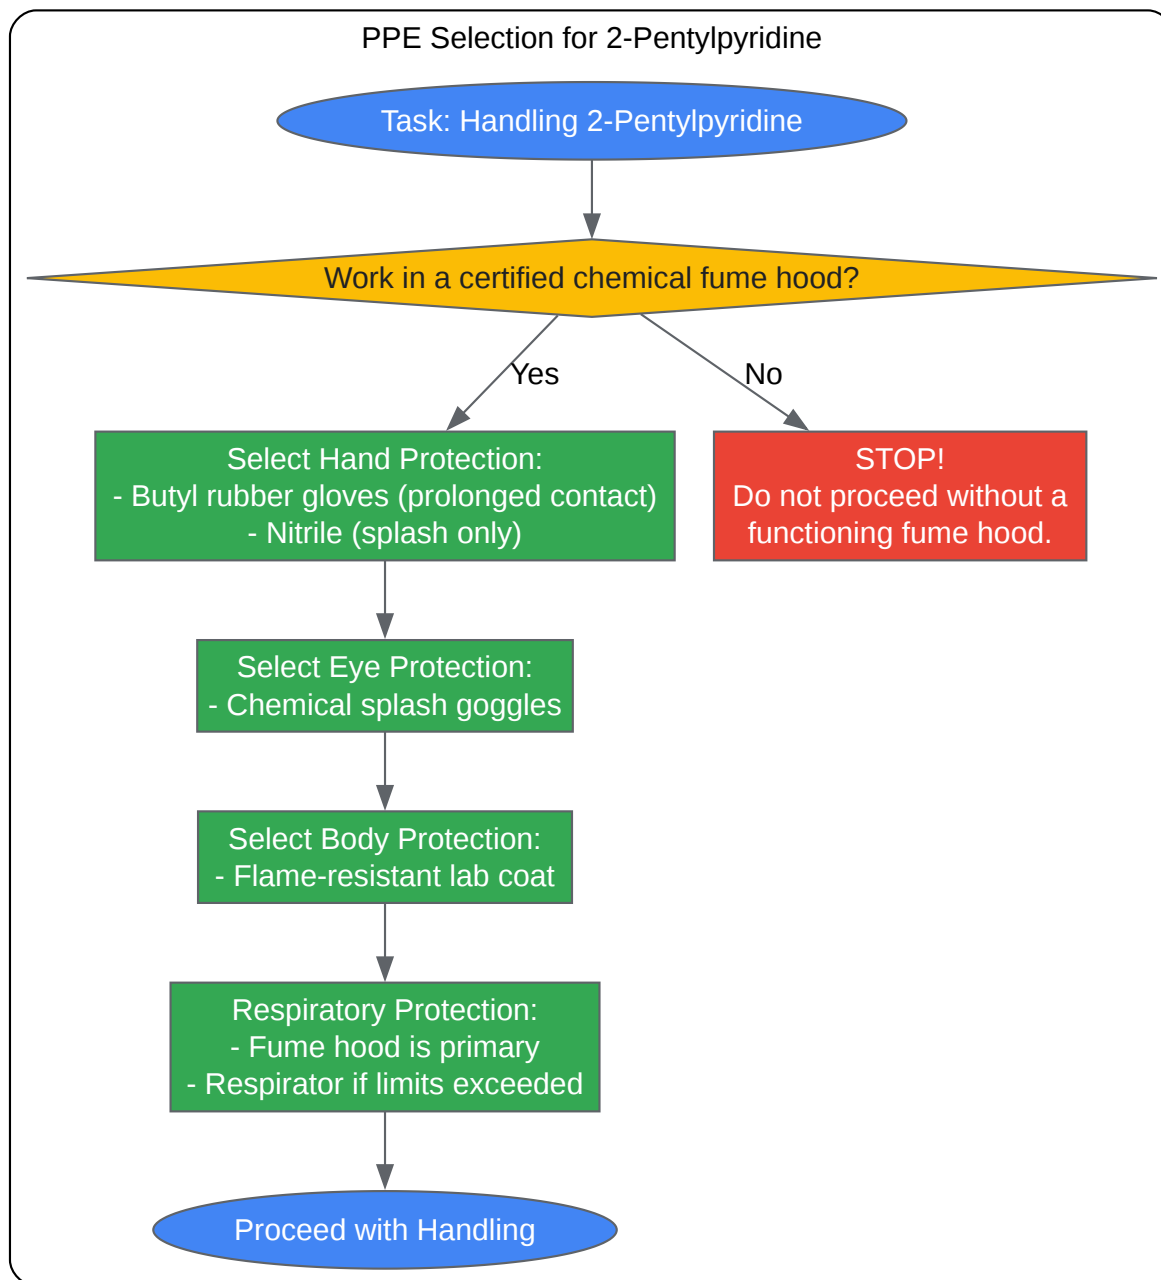 PPE Selection for 2-Pentylpyridine
Task: Handling 2-Pentylpyridine
Work in a certified chemical fume hood?
Yes
No
Select Hand Protection:
- Butyl rubber gloves (prolonged contact)
- Nitrile (splash only)
STOP!
Do not proceed without a
functioning fume hood.
Select Eye Protection:
- Chemical splash goggles
Select Body Protection:
- Flame-resistant lab coat
Respiratory Protection:
- Fume hood is primary
- Respirator if limits exceeded
Proceed with Handling